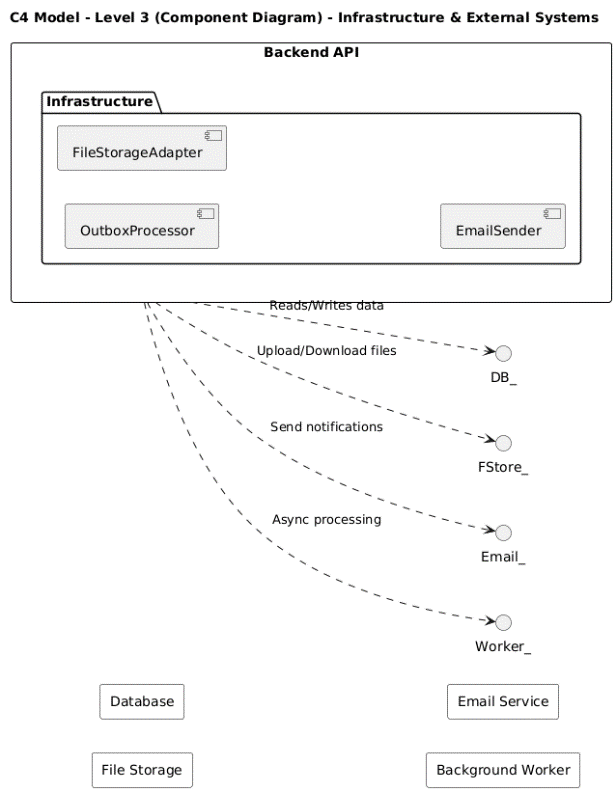 C4 Model - Level 3 (Component Diagram) - Infrastructure & External Systems
Backend API
Infrastructure
FileStorageAdapter
OutboxProcessor
EmailSender
Reads/Writes data
DB_
Upload/Download files
FStore_
Send notifications
Email_
Async processing
Worker_
Database
Email Service
File Storage
Background Worker